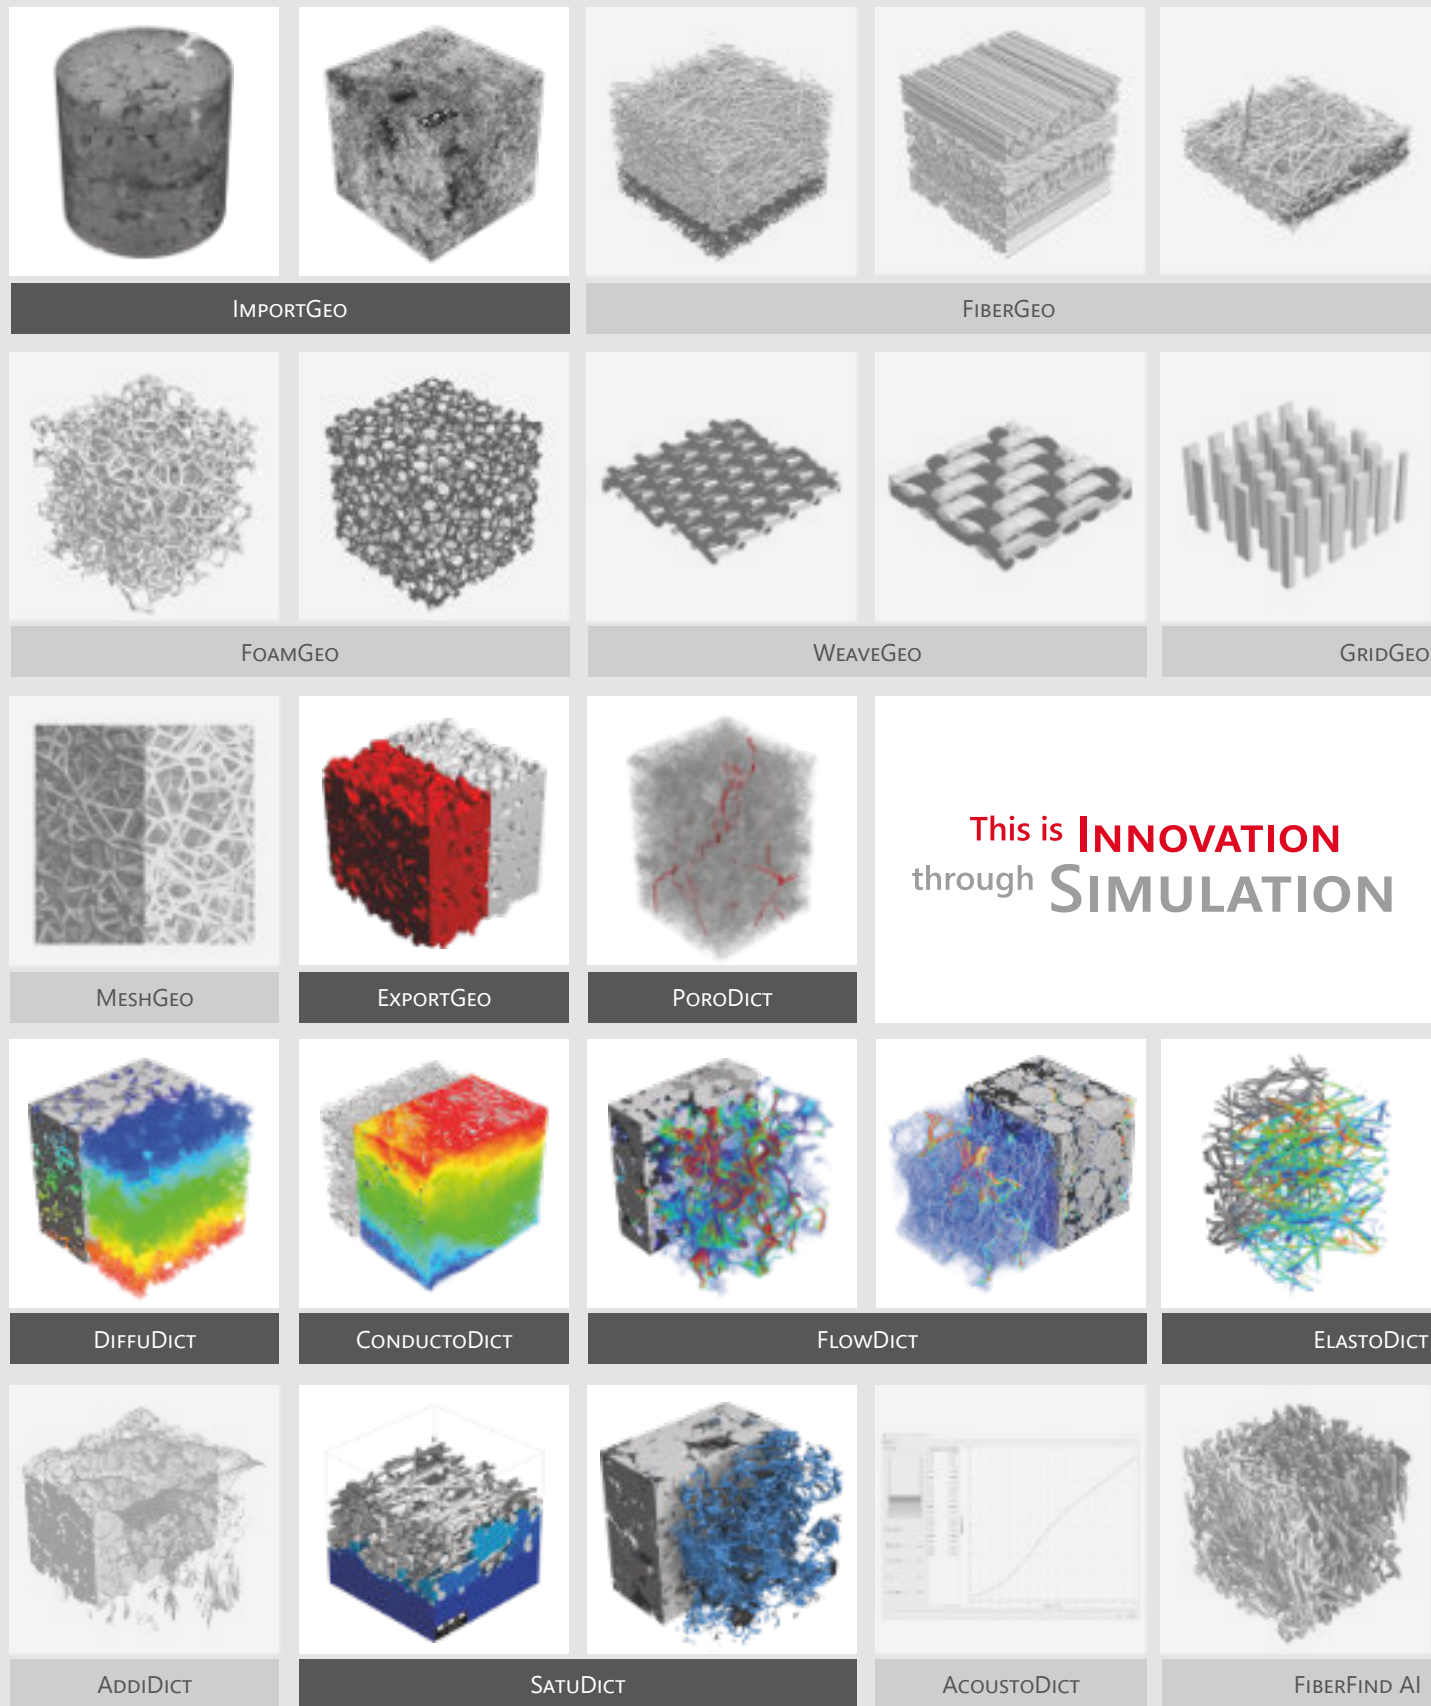 ImportGeo
FiberGeo
FoamGeo
WeaveGeo
GridGeo
MeshGeo
ExportGeo
PoroDict
This is Innovation
through Simulation
DiffuDict
ConductoDict
FlowDict
ElastoDict
AddiDict
SatuDict
AcoustoDict
FiberFind AI